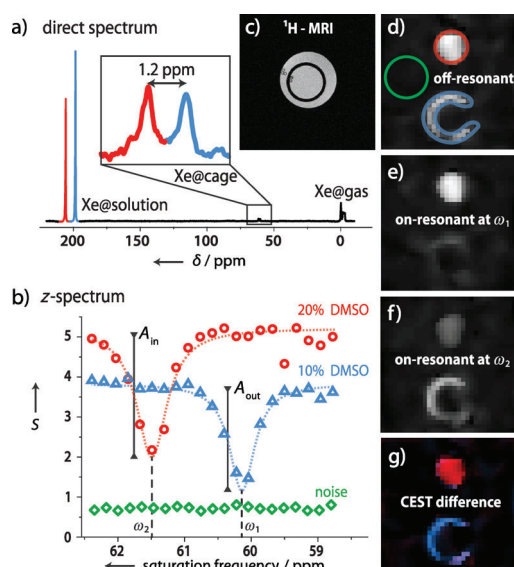 a) direct spectrum
1.2 ppm
Xe@cage
Xe@solution
Xe@gas
200 150 100 50 0
δ / ppm
b) z-spectrum
20% DMSO
A in
10% DMSO
A out
S
5
4
3
2
1
0
noise
ω2
ω1
62 61 60 59
saturation frequency / ppm
c) ¹H - MRI
d)
off-resonant
e)
on-resonant at ω1
f)
on-resonant at ω2
g)
CEST difference